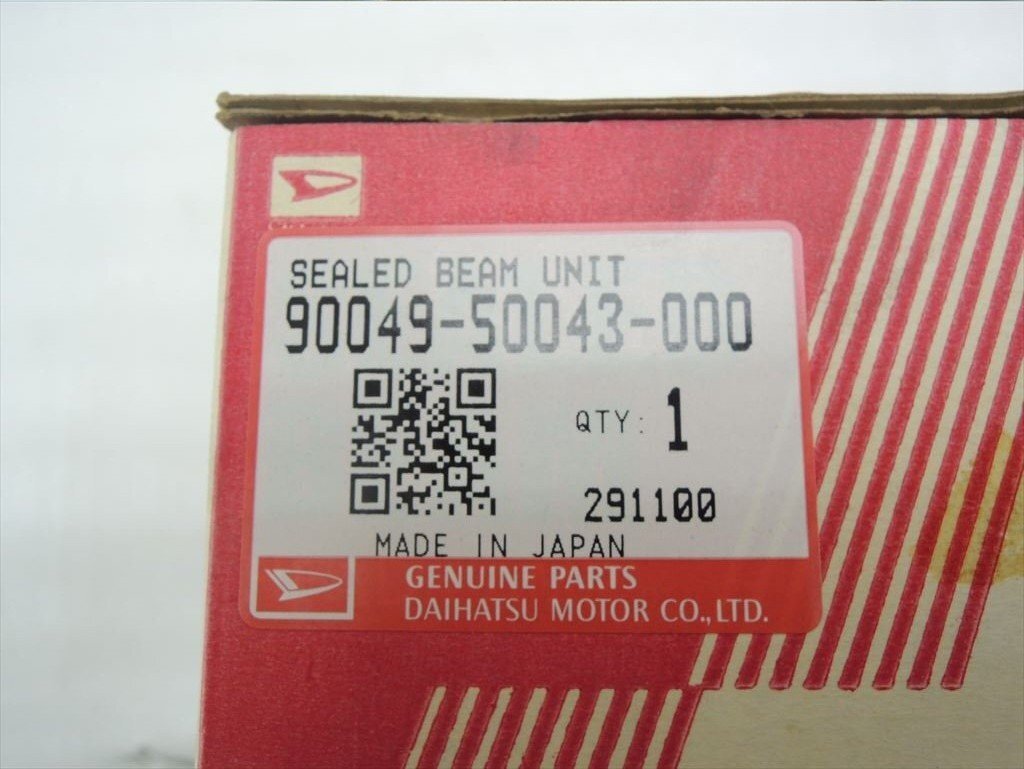 SEALED BEAM UNIT
90049-50043-000
QTY: 1
291100
MADE IN JAPAN
GENUINE PARTS
DAIHATSU MOTOR CO.,LTD.